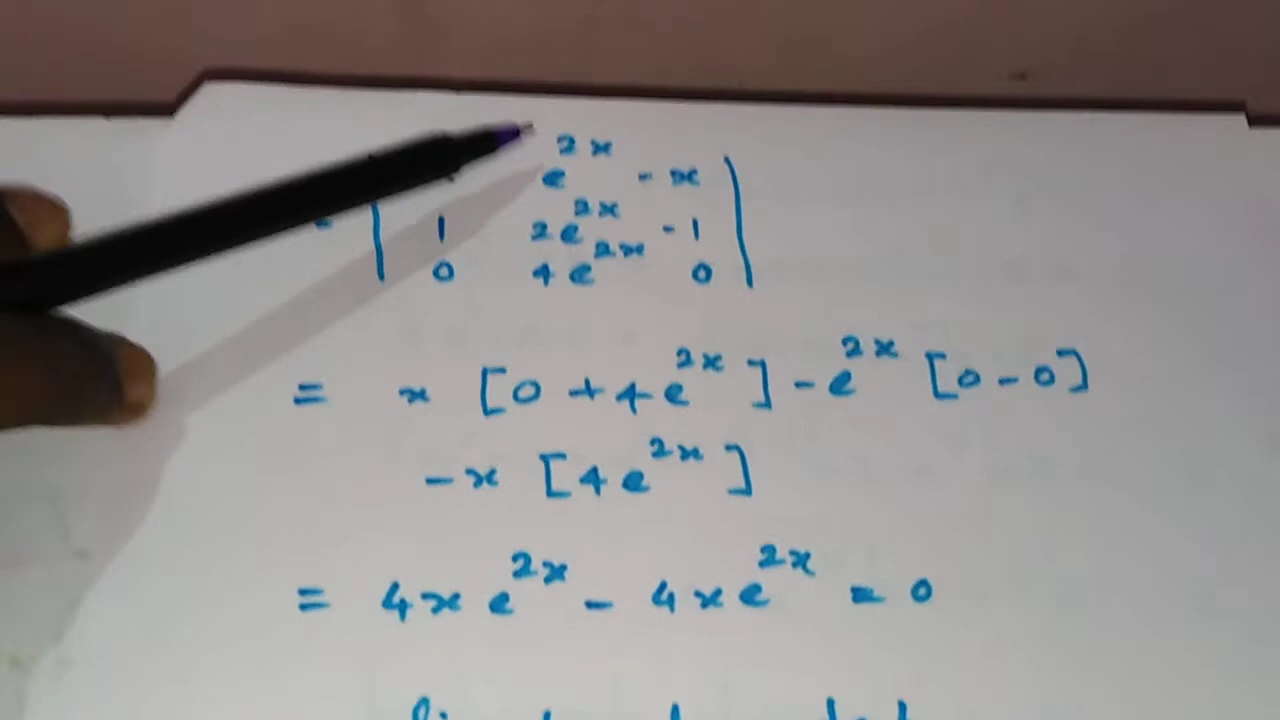 e^{2x} -x
= | 1 2e^{2x} -1 |
0 4e^{2x} 0
= x [0 + 4e^{2x}] - e^{2x} [0-0]
-x [4e^{2x}]
= 4xe^{2x} - 4xe^{2x} = 0